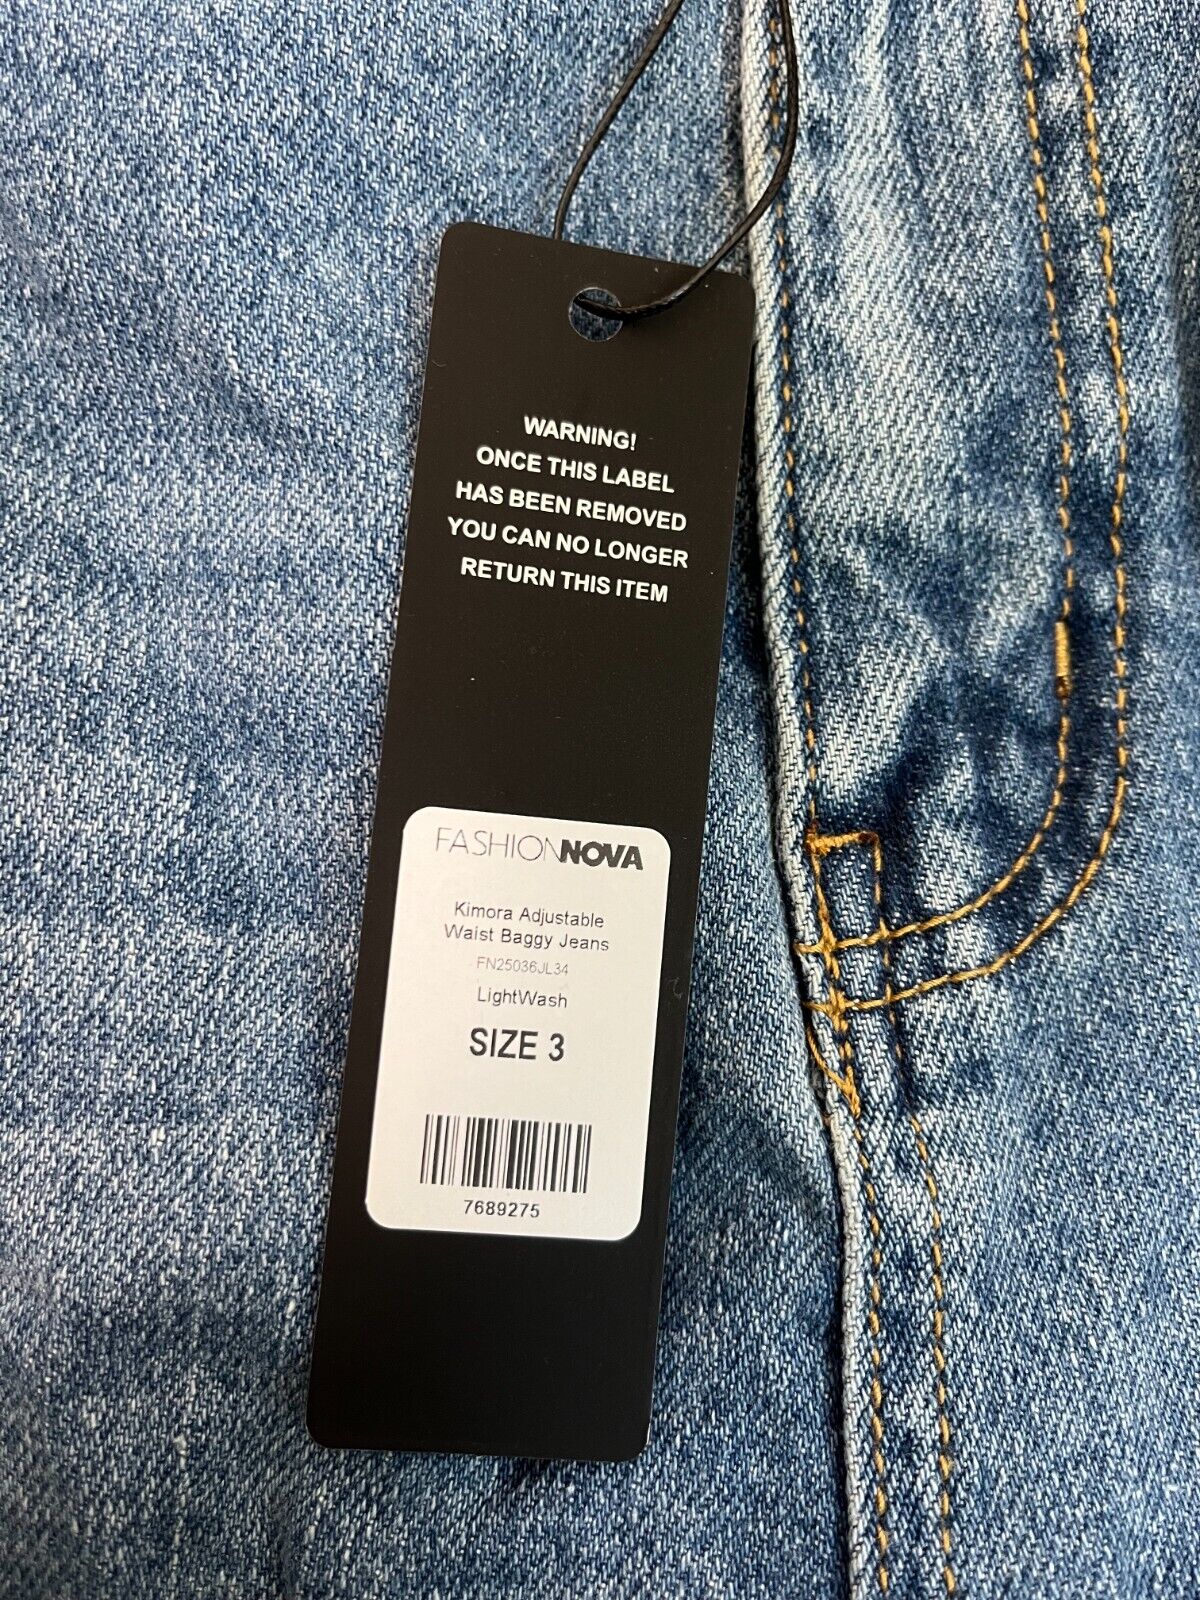 WARNING!
ONCE THIS LABEL
HAS BEEN REMOVED
YOU CAN NO LONGER
RETURN THIS ITEM
FASHIONNOVA
Kimora Adjustable
Waist Baggy Jeans
FN25036JL34
LightWash
SIZE 3
7689275